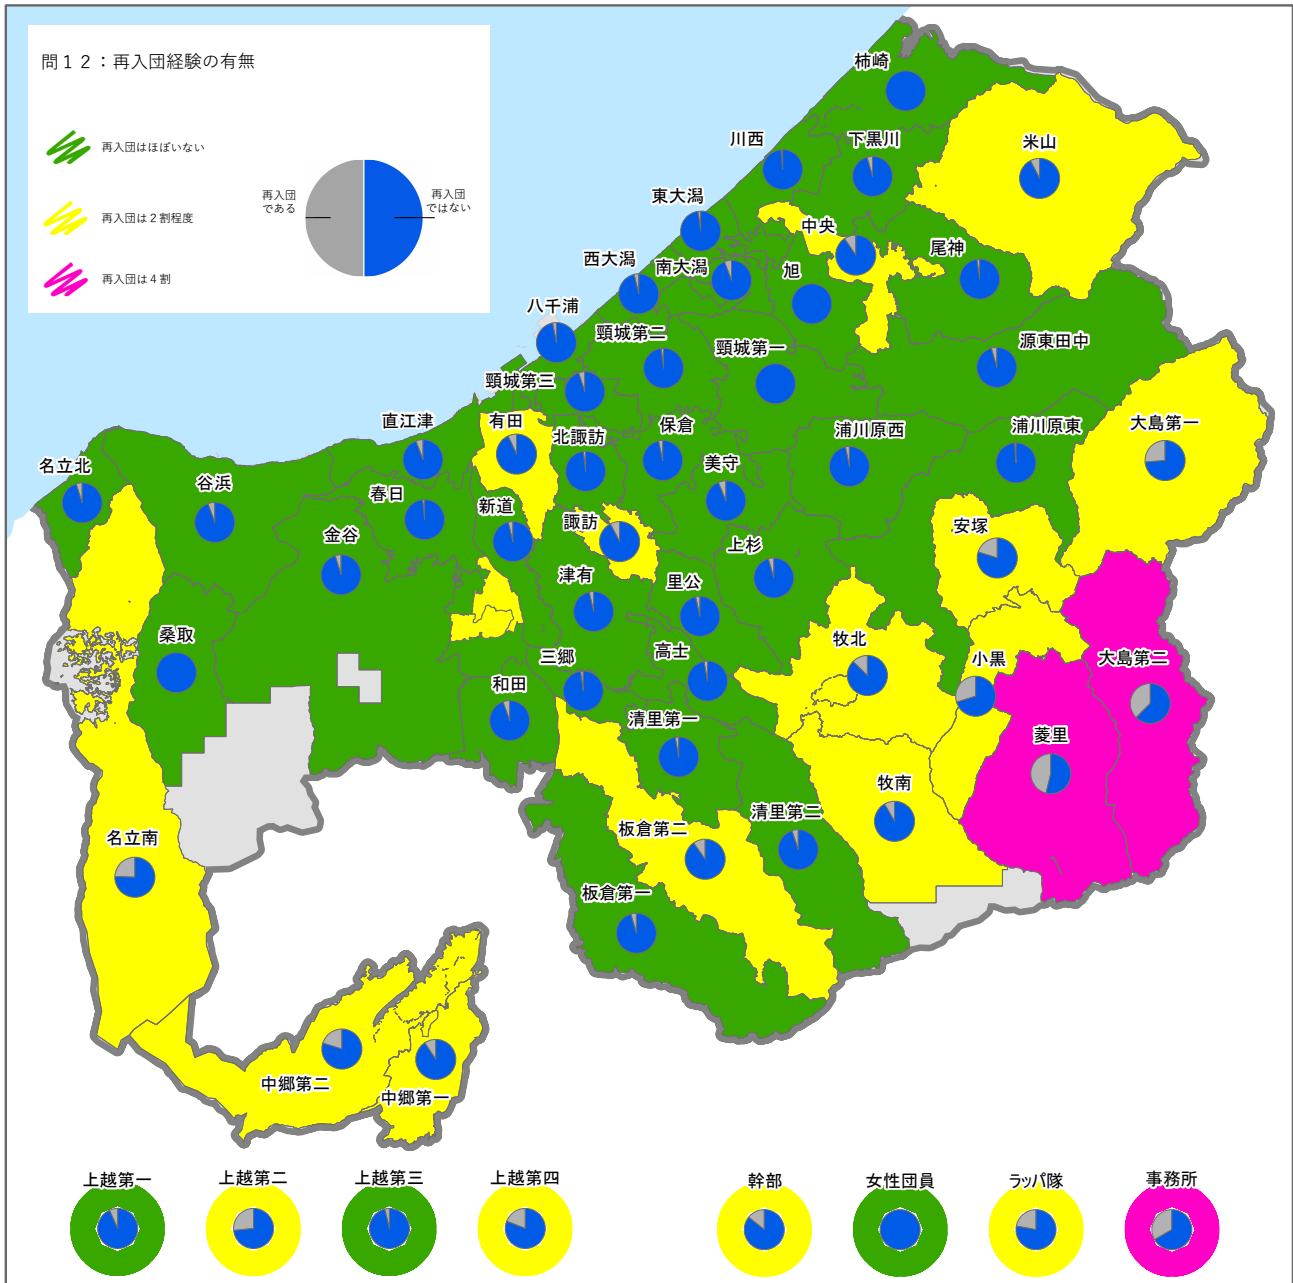 問１２：再入団経験の有無
再入団はほぼいない
再入団は２割程度
再入団は４割
再入団
である
再入団
ではない
柿崎
川西
下黒川
米山
東大潟
中央
尾神
西大潟
南大潟
旭
八千浦
頸城第二
頸城第一
源東田中
頸城第三
直江津
有田
北諏訪
保倉
浦川原西
浦川原東
大島第一
名立北
谷浜
春日
新道
美守
金谷
諏訪
上杉
安塚
津有
里公
桑取
三郷
高士
牧北
小黒
大島第二
和田
清里第一
菱里
牧南
名立南
板倉第二
清里第二
板倉第一
中郷第二
中郷第一
上越第一
上越第二
上越第三
上越第四
幹部
女性団員
ラッパ隊
事務所